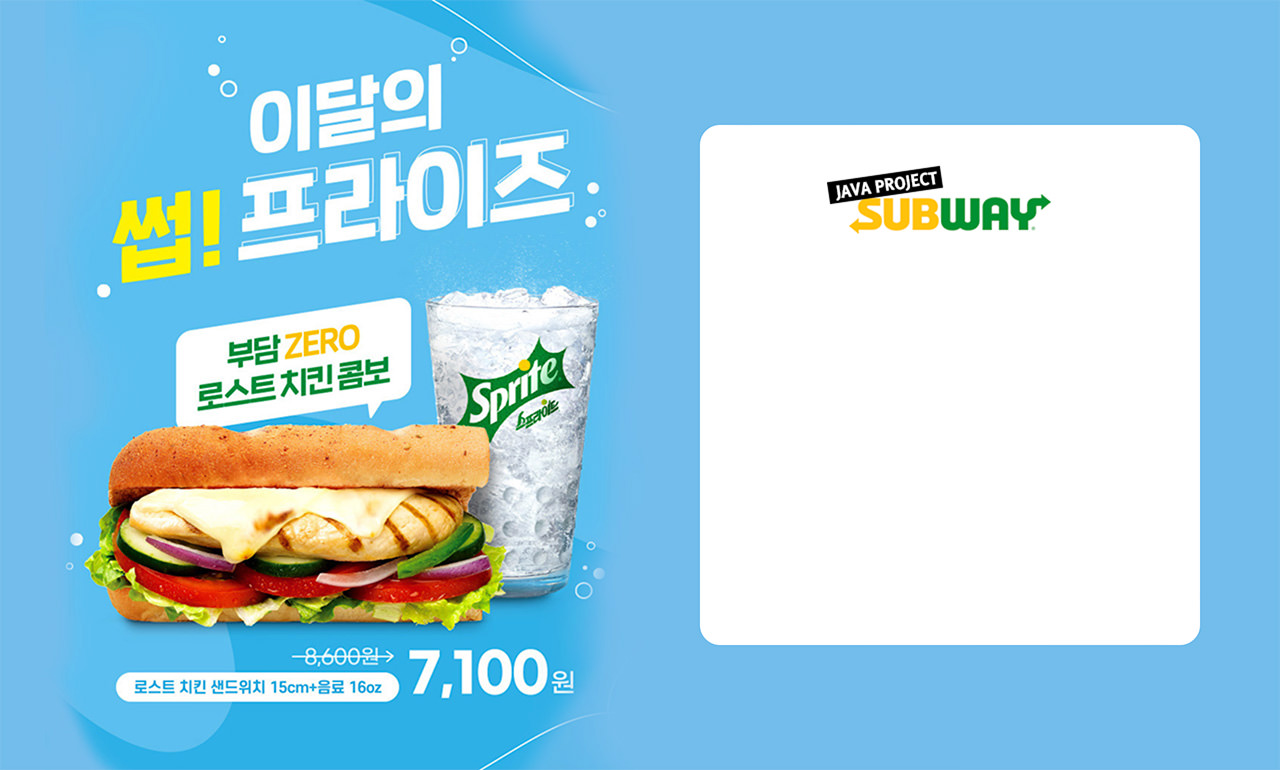 이달의
썹! 프라이즈
부담 ZERO
로스트 치킨 콤보
Sprite
스프라이트
8,600원
7,100원
로스트 치킨 샌드위치 15cm+음료 16oz
JAVA PROJECT
SUBWAY